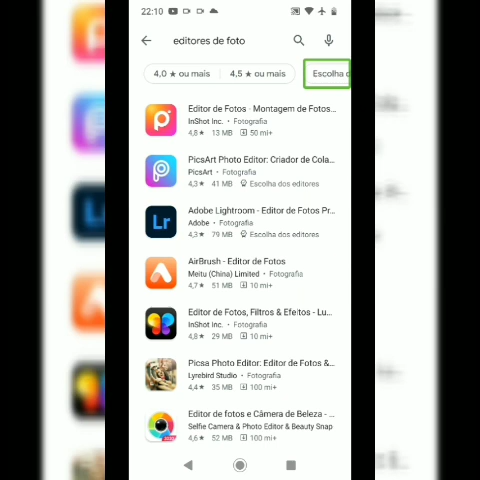 22:10
editores de foto
4,0 ★ ou mais
4,5 ★ ou mais
Escolha d
Editor de Fotos - Montagem de Fotos...
InShot Inc. • Fotografia
4,8★ 13 MB 50 mi+
PicsArt Photo Editor: Criador de Cola...
PicsArt • Fotografia
4,3★ 41 MB Escolha dos editores
Lr
Adobe Lightroom - Editor de Fotos Pr...
Adobe • Fotografia
4,3★ 79 MB Escolha dos editores
AirBrush - Editor de Fotos
Meitu (China) Limited • Fotografia
4,7★ 51 MB 10 mi+
Editor de Fotos, Filtros & Efeitos - Lu...
InShot Inc. • Fotografia
4,8★ 29 MB 10 mi+
Picsa Photo Editor: Editor de Fotos &...
Lyrebird Studio • Fotografia
4,4★ 35 MB 100 mi+
Editor de fotos e Câmera de Beleza - ...
Selfie Camera & Photo Editor & Beauty Snap
4,6★ 52 MB 100 mi+